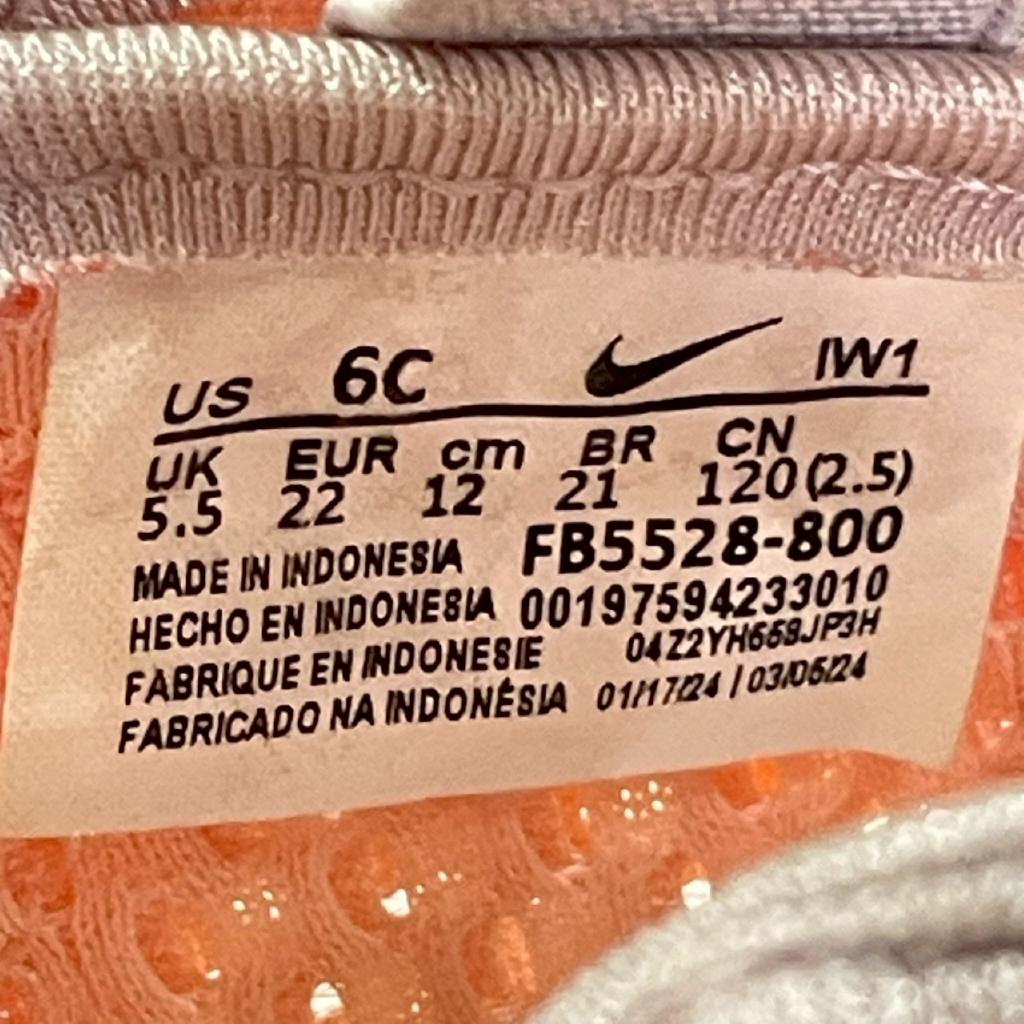 US 6C IW1
UK EUR cm BR CN
5.5 22 12 21 120(2.5)
MADE IN INDONESIA FB5528-800
HECHO EN INDONESIA 00197594233010
FABRIQUE EN INDONESIE 04Z2YH669JP3H
FABRICADO NA INDONÉSIA 01/17/24 | 03/06/24